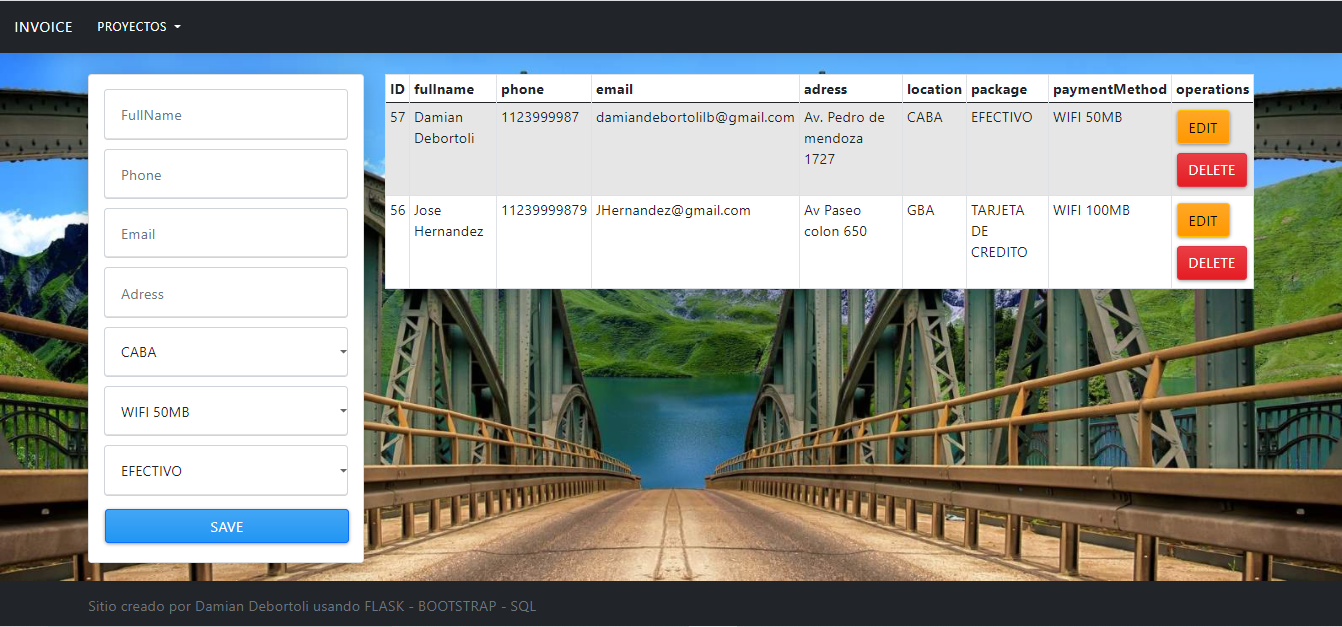 INVOICE PROYECTOS
FullName
Phone
Email
Adress
CABA
WIFI 50MB
EFECTIVO
SAVE
ID fullname phone email adress location package paymentMethod operations
57 Damian 1123999987 damiandebortolilb@gmail.com Av. Pedro de CABA EFECTIVO WIFI 50MB EDIT
Debortoli mendoza
1727 DELETE
56 Jose 11239999879 JHernandez@gmail.com Av Paseo GBA TARJETA WIFI 100MB EDIT
Hernandez colon 650 DE
CREDITO DELETE
Sitio creado por Damian Debortoli usando FLASK - BOOTSTRAP - SQL